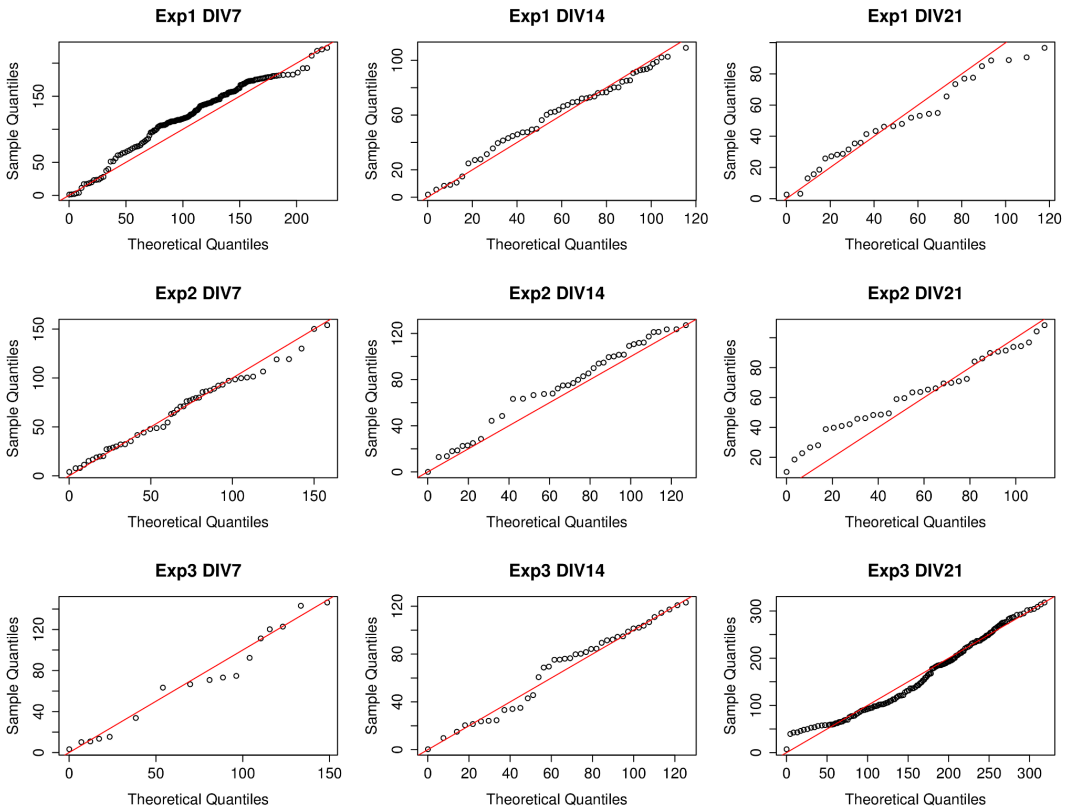 Exp1 DIV7
Exp1 DIV14
Exp1 DIV21
Sample Quantiles
0 50 150
0 50 100 150 200
Theoretical Quantiles
Sample Quantiles
0 20 60 100
0 20 40 60 80 100 120
Theoretical Quantiles
Sample Quantiles
0 20 40 60 80
0 20 40 60 80 100 120
Theoretical Quantiles
Exp2 DIV7
Exp2 DIV14
Exp2 DIV21
Sample Quantiles
0 50 100 150
0 50 100 150
Theoretical Quantiles
Sample Quantiles
0 40 80 120
0 20 40 60 80 100 120
Theoretical Quantiles
Sample Quantiles
20 40 60 80
0 20 40 60 80 100
Theoretical Quantiles
Exp3 DIV7
Exp3 DIV14
Exp3 DIV21
Sample Quantiles
0 40 80 120
0 50 100 150
Theoretical Quantiles
Sample Quantiles
0 40 80 120
0 20 40 60 80 100 120
Theoretical Quantiles
Sample Quantiles
0 100 200 300
0 50 100 150 200 250 300
Theoretical Quantiles